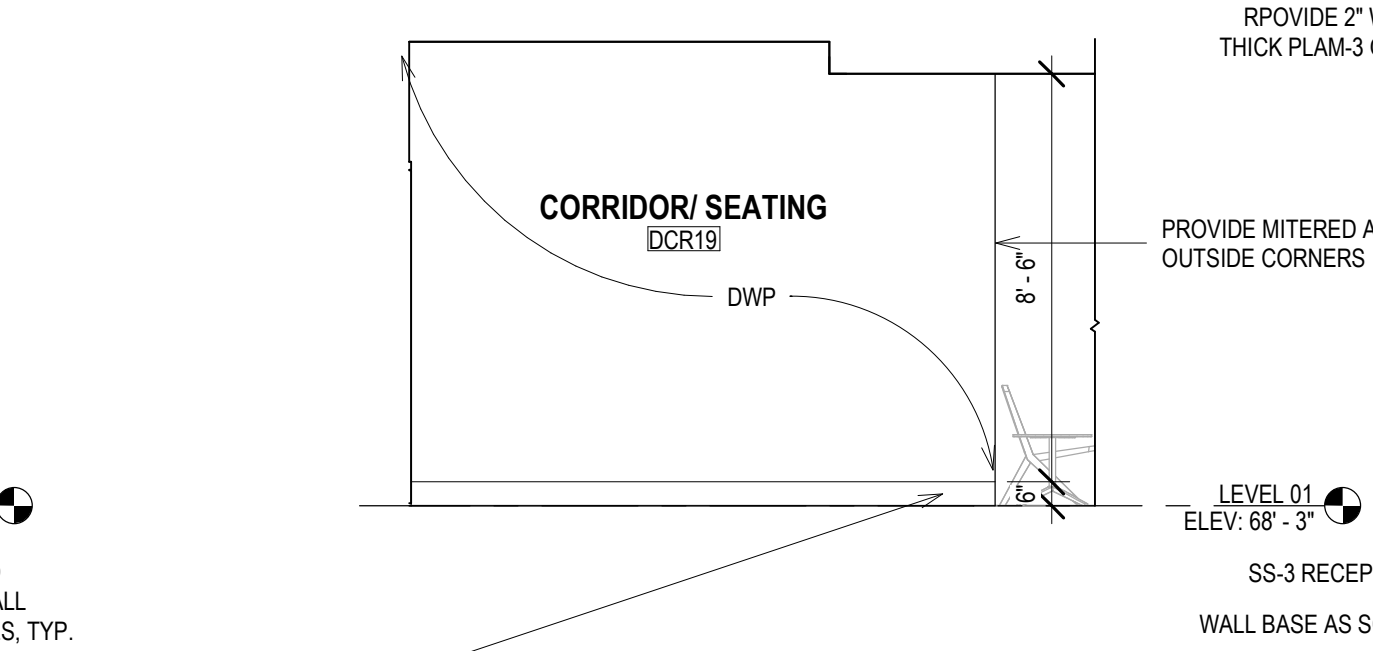 RPOVIDE 2"
THICK PLAM-3
CORRIDOR/ SEATING
DCR19
PROVIDE MITERED
OUTSIDE CORNERS
8' - 6"
DWP
6"
LEVEL 01
ELEV: 68' - 3"
SS-3
ALL
S, TYP.
WALL BASE AS